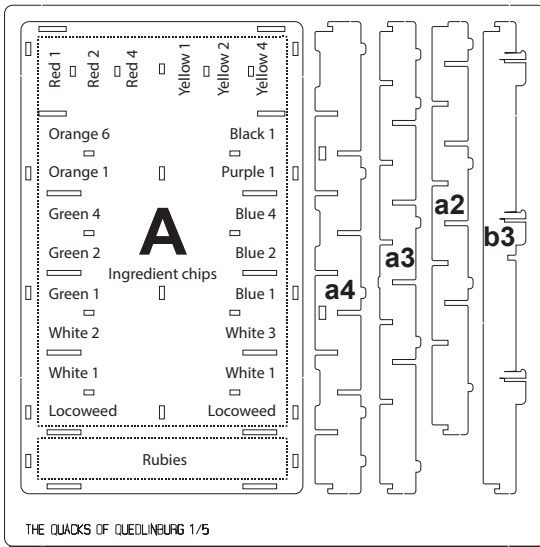 Red 1 Red 2 Red 4 Yellow 1 Yellow 2 Yellow 4
Orange 6 Black 1
Orange 1 Purple 1
Green 4 Blue 4
A
Green 2 Blue 2
Ingredient chips
Green 1 Blue 1
White 2 White 3
White 1 White 1
Locoweed Locoweed
Rubies
a4
a3
a2
b3
THE QUACKS OF QUEDLINBURG 1/5